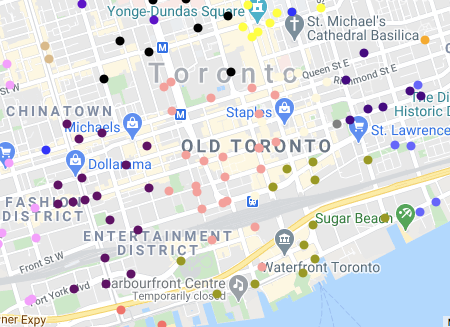 Yonge-Dundas Square
St. Michael's
Cathedral Basilica
M
Toronto
Queen St E
Richmond St E
The Di
Historic D
CHINATOWN
Michaels
M
Staples
St. Lawrence
OLD TORONTO
Dollarama
FASHION
DISTRICT
Sugar Beach
ENTERTAINMENT
DISTRICT
Front St W
Waterfront Toronto
Harbourfront Centre
Temporarily closed
Fort York Blvd
ner Expy